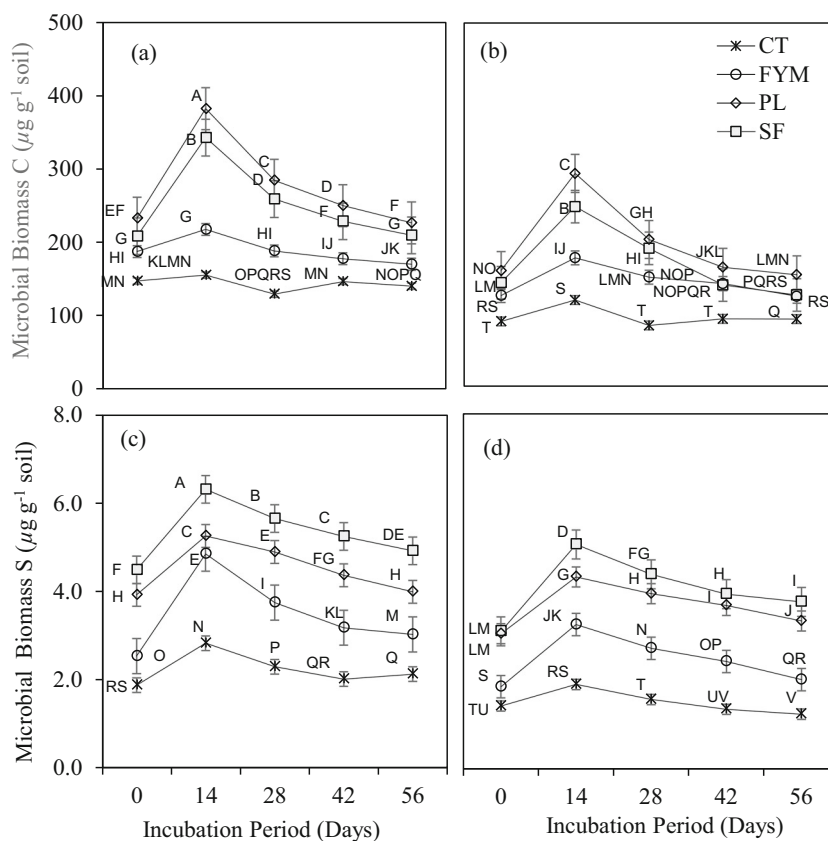 500
400
300
200
100
0
Microbial Biomass C (µg g⁻¹ soil)
(a)
A
B
C
D
D
F
F
G
EF
G
G
HI
HI
IJ
JK
KLMN
MN
OPQRS
MN
NOPQ
(b)
CT
FYM
PL
SF
C
B
GH
JKL
LMN
NO
LM
RS
T
IJ
HI
LMN
NOP
NOPQR
PQRS
RS
S
T
T
Q
8.0
6.0
4.0
2.0
0.0
Microbial Biomass S (µg g⁻¹ soil)
(c)
A
B
C
DE
F
C
E
E
FG
H
H
I
KL
M
O
N
P
QR
Q
RS
(d)
D
FG
H
I
G
H
I
J
LM
LM
JK
N
OP
QR
S
RS
T
UV
V
TU
0 14 28 42 56
Incubation Period (Days)
0 14 28 42 56
Incubation Period (Days)